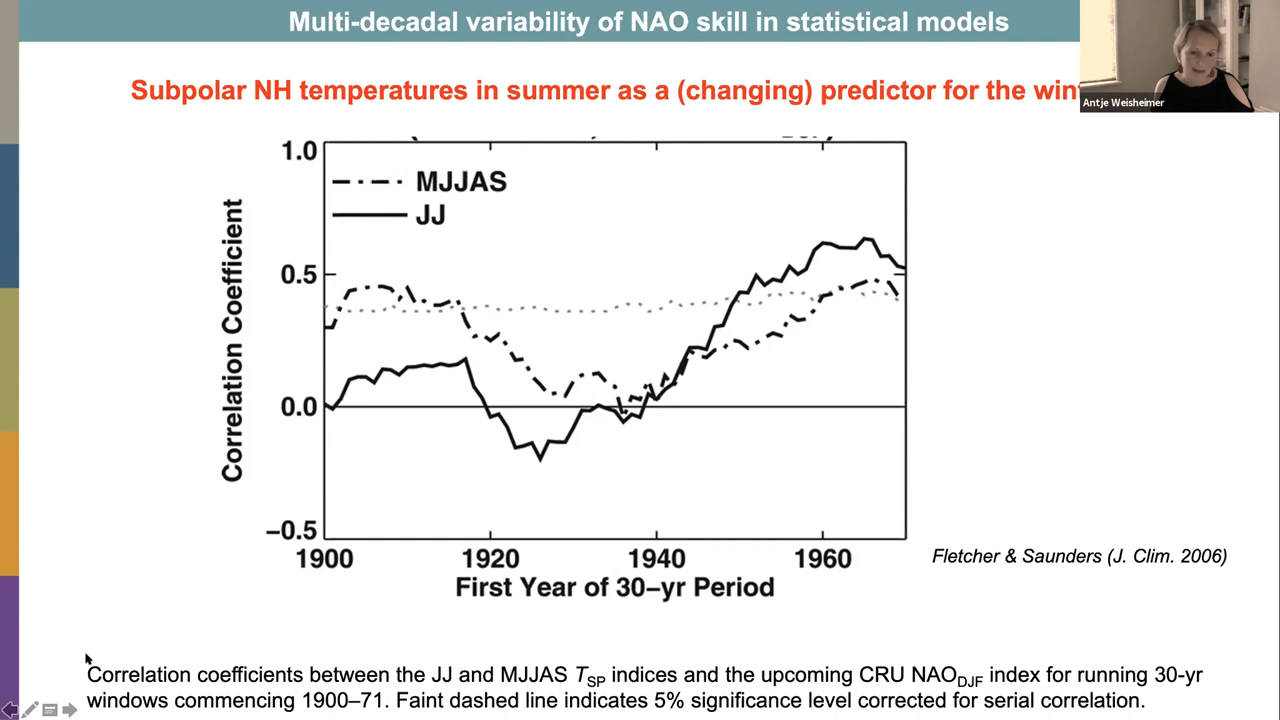 Multi-decadal variability of NAO skill in statistical models
Subpolar NH temperatures in summer as a (changing) predictor for the
Antje Weisheimer
1.0
MJJAS
JJ
0.5
0.0
−0.5
Correlation Coefficient
1900 1920 1940 1960
First Year of 30−yr Period
Fletcher & Saunders (J. Clim. 2006)
Correlation coefficients between the JJ and MJJAS TSP indices and the upcoming CRU NAODJF index for running 30-yr
windows commencing 1900–71. Faint dashed line indicates 5% significance level corrected for serial correlation.